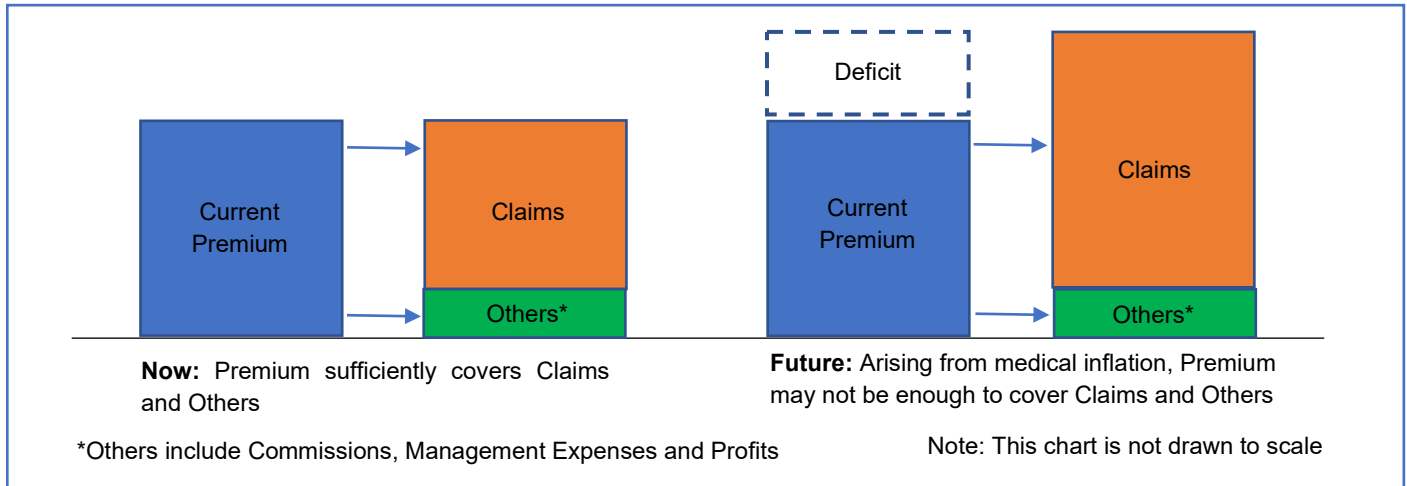 Deficit
Current
Premium
Claims
Others*
Current
Premium
Claims
Others*
Now: Premium sufficiently covers Claims
and Others
Future: Arising from medical inflation, Premium
may not be enough to cover Claims and Others
*Others include Commissions, Management Expenses and Profits
Note: This chart is not drawn to scale